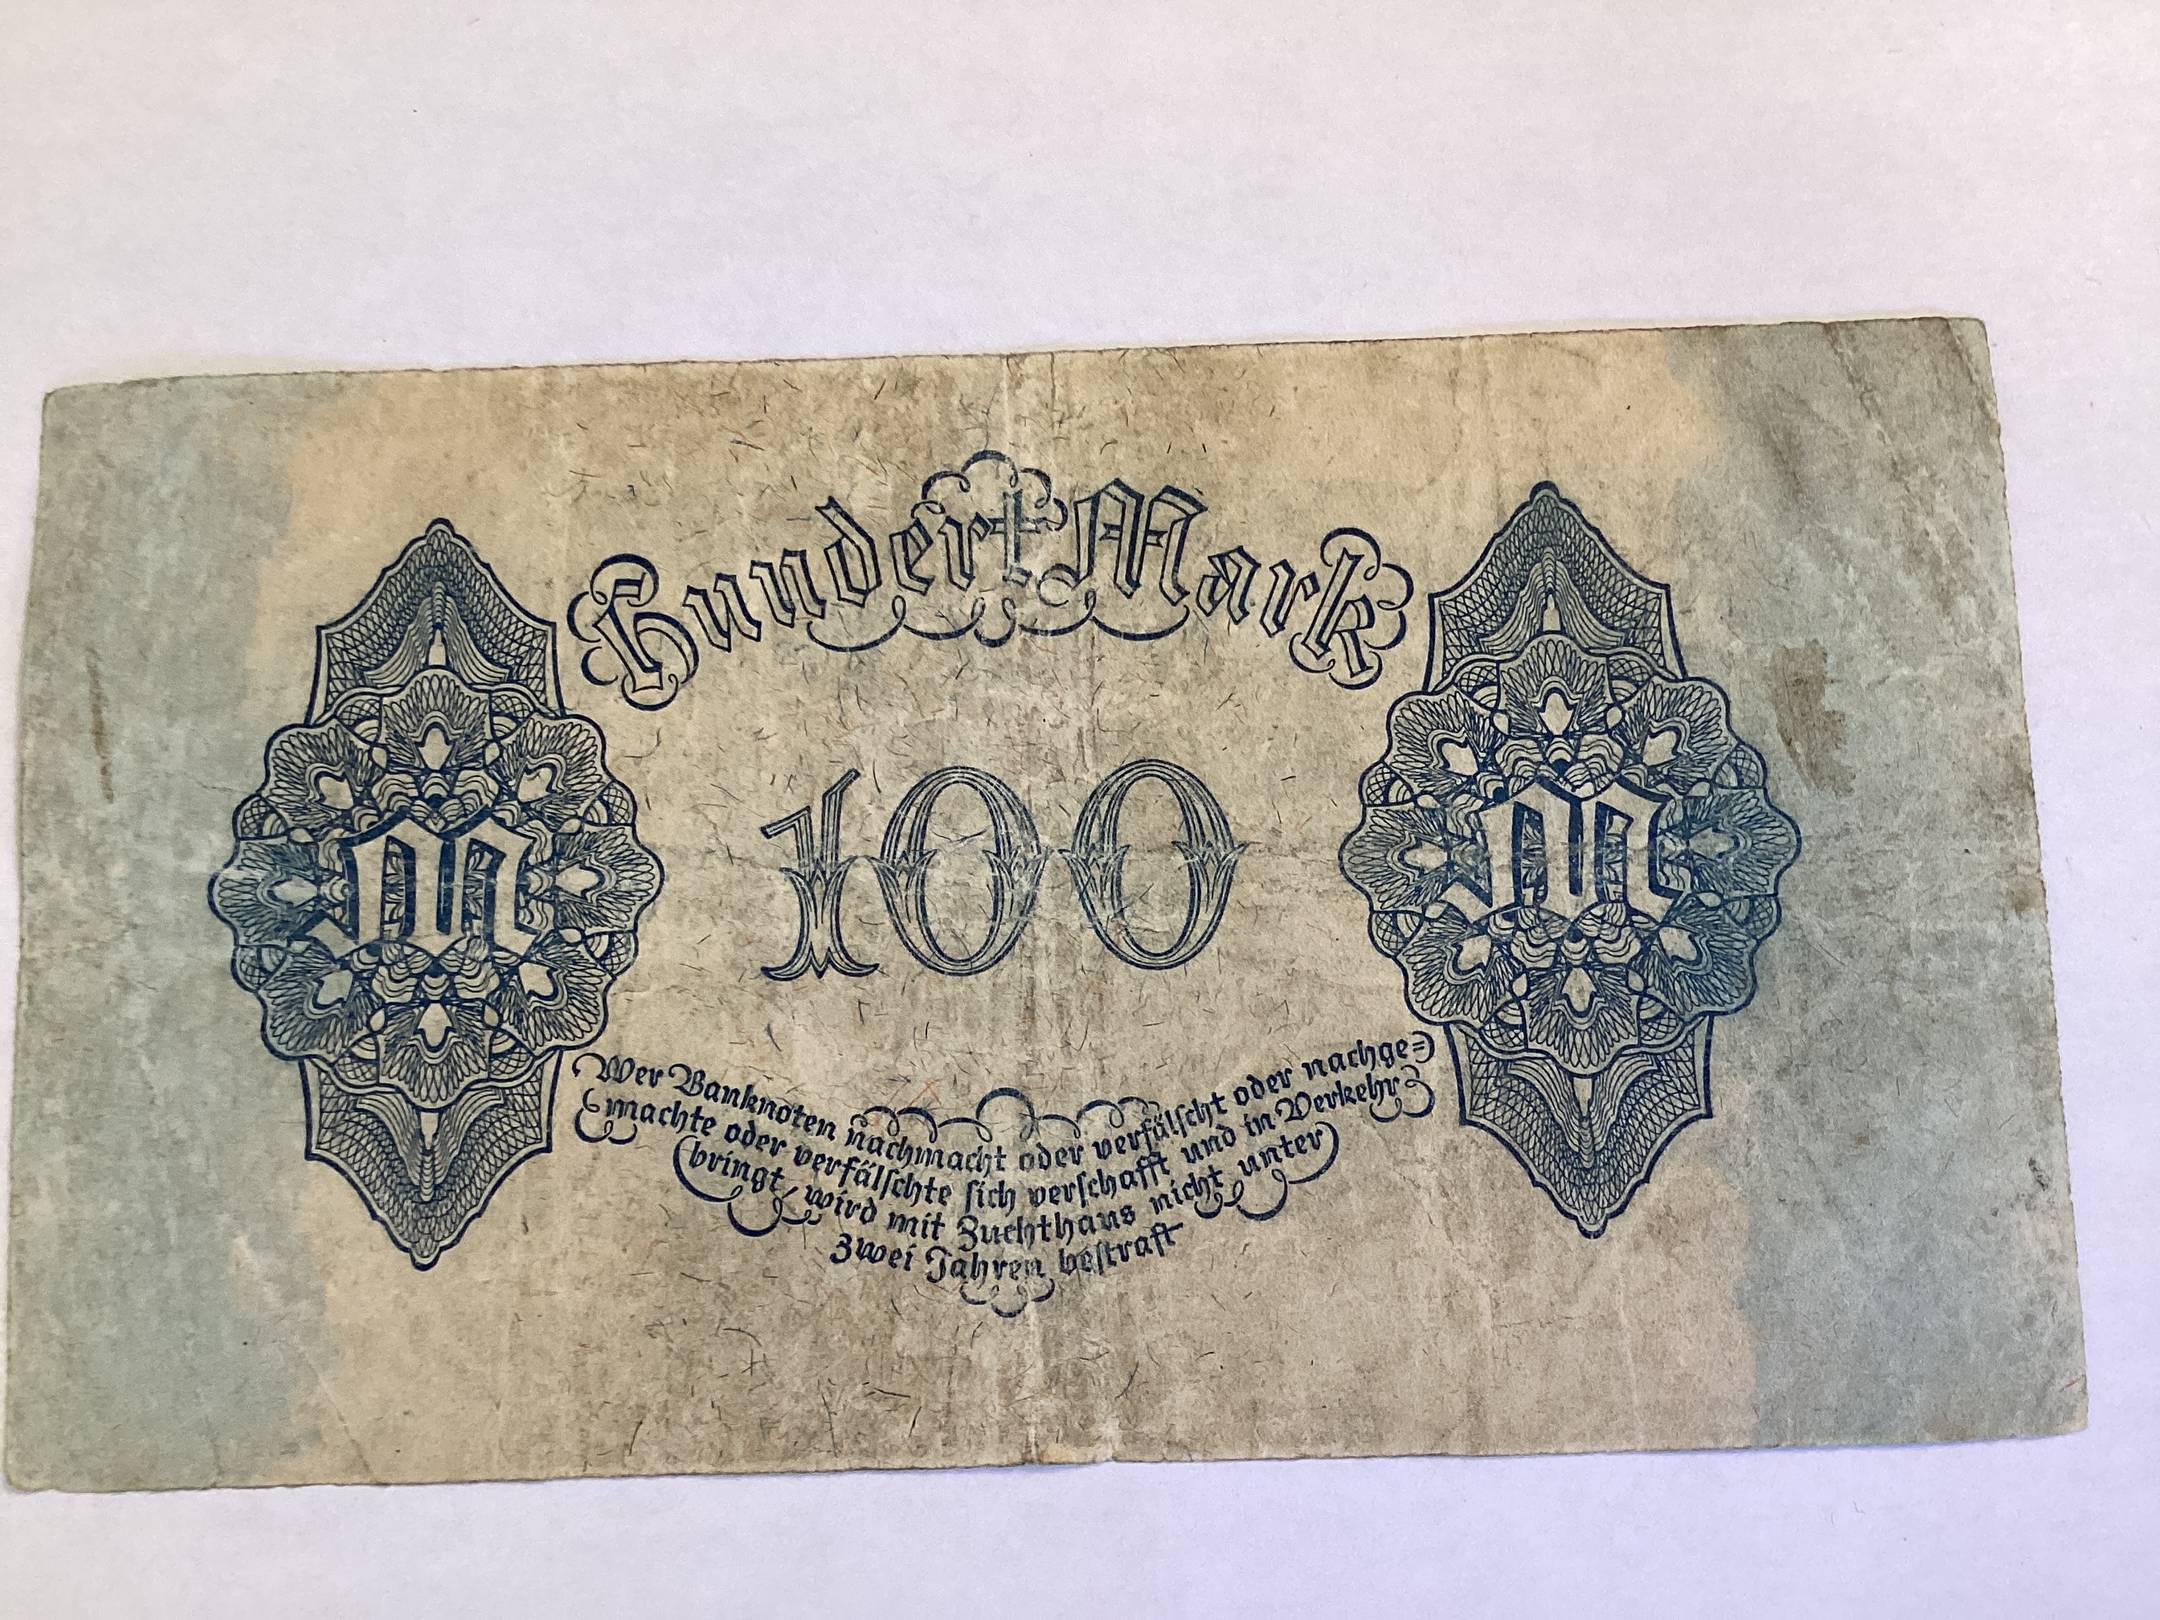 Hundert Mark
M
100
M
Wer Banknoten nachmacht oder verfälscht oder nachge=
machte oder verfälschte sich verschafft und in Verkehr
bringt, wird mit Zuchthaus nicht unter
zwei Jahren bestraft